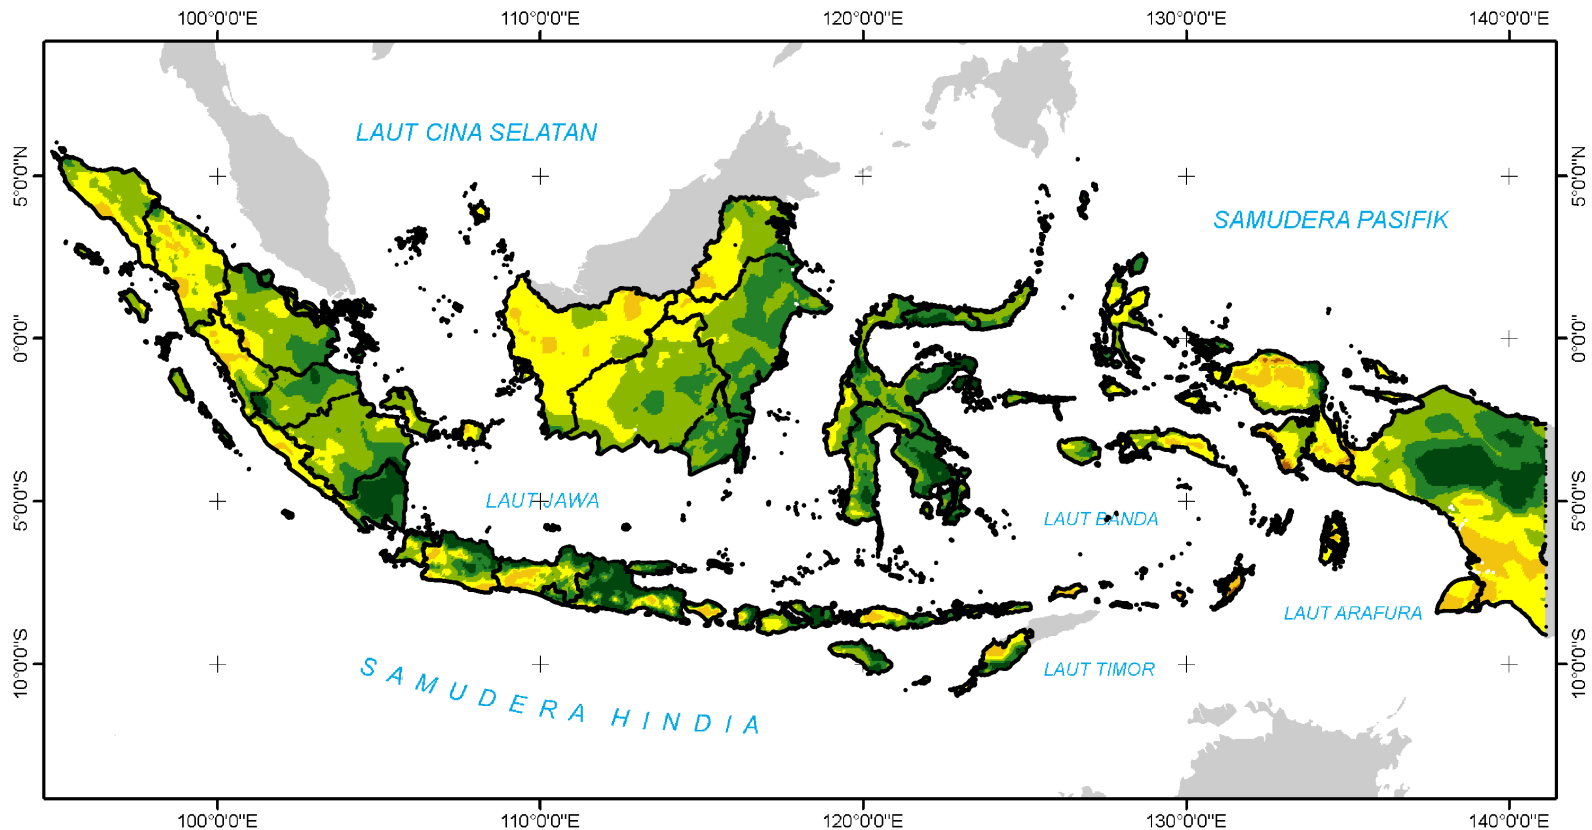 100°0'0"E 110°0'0"E 120°0'0"E 130°0'0"E 140°0'0"E
LAUT CINA SELATAN
5°0'0"N 5°0'0"N
SAMUDERA PASIFIK
0°0'0" 0°0'0"
LAUT JAWA
5°0'0"S 5°0'0"S
LAUT BANDA
LAUT ARAFURA
10°0'0"S 10°0'0"S
LAUT TIMOR
SAMUDERA HINDIA
100°0'0"E 110°0'0"E 120°0'0"E 130°0'0"E 140°0'0"E